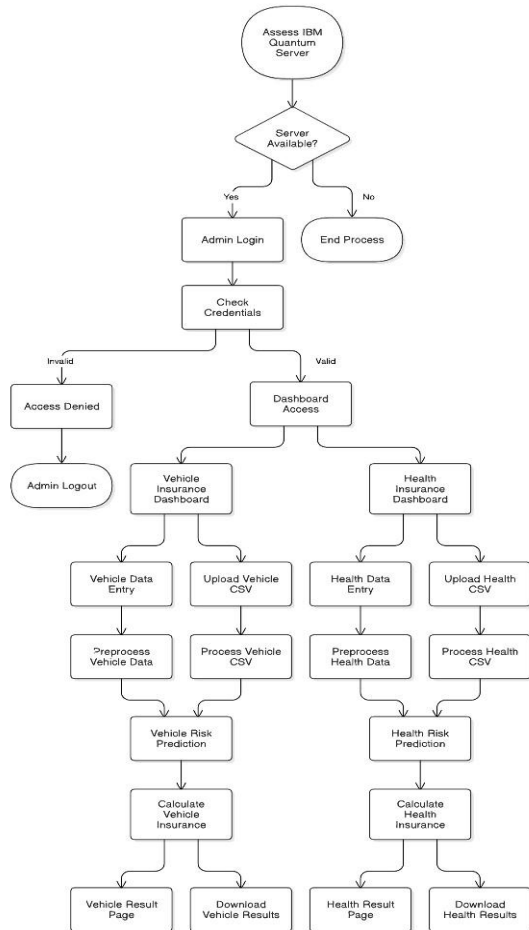 Assess IBM
Quantum
Server
Server
Available?
Yes
No
Admin Login
End Process
Check
Credentials
Invalid
Valid
Access Denied
Dashboard
Access
Admin Logout
Vehicle
Insurance
Dashboard
Health
Insurance
Dashboard
Vehicle Data
Entry
Upload Vehicle
CSV
Health Data
Entry
Upload Health
CSV
Preprocess
Vehicle Data
Process Vehicle
CSV
Preprocess
Health Data
Process Health
CSV
Vehicle Risk
Prediction
Health Risk
Prediction
Calculate
Vehicle
Insurance
Calculate
Health
Insurance
Vehicle Result
Page
Download
Vehicle Results
Health Result
Page
Download
Health Results